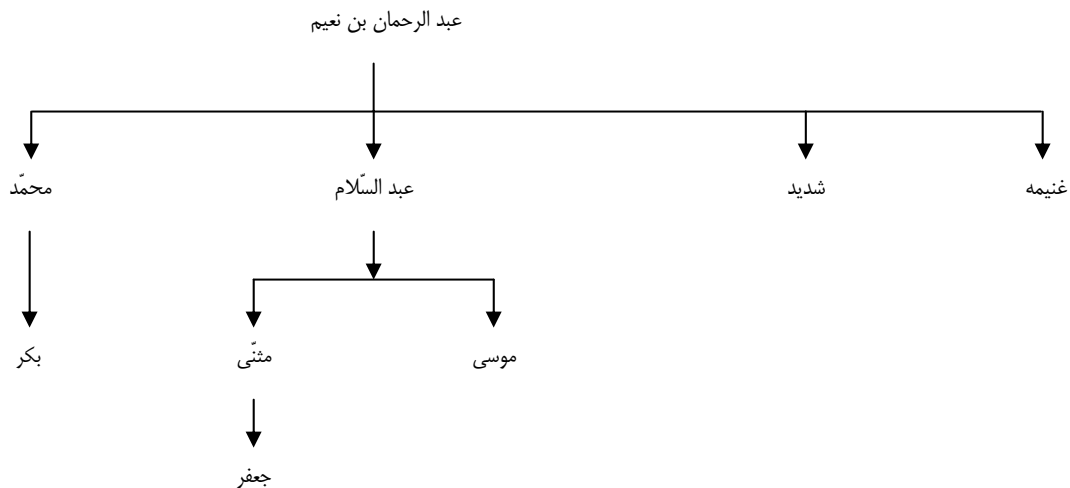 عبد الرحمان بن نعيم
غنيمه شديد عبد السّلام محمّد
موسى مثنّى بكر
جعفر